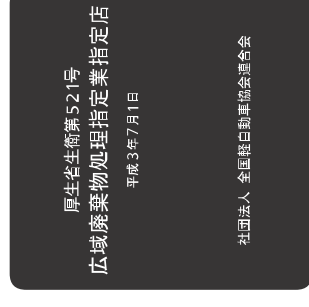 厚生省生衛第521号
広域廃棄物処理指定業指定店
平成3年7月1日
社団法人 全国軽自動車協会連合会